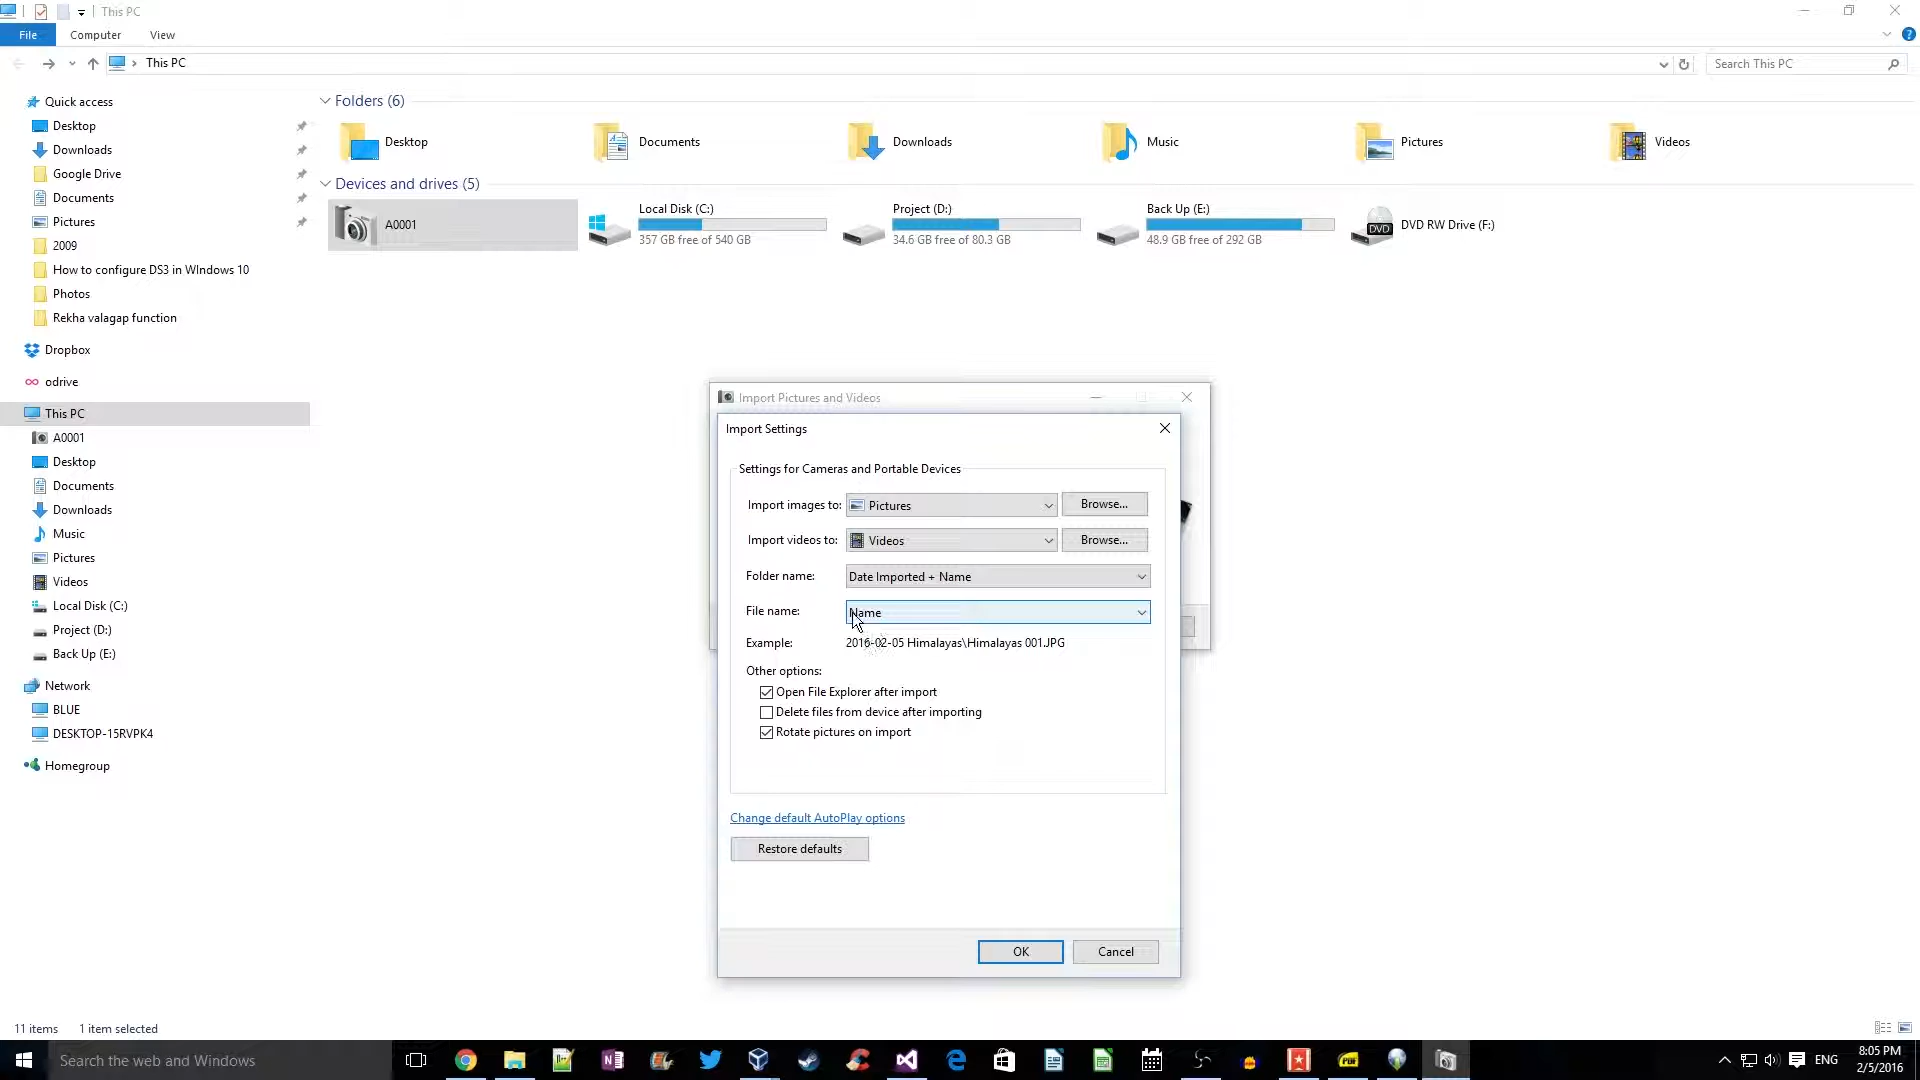 This PC
File
Computer
View
This PC
Search This PC
Quick access
Desktop
Downloads
Google Drive
Documents
Pictures
2009
How to configure DS3 in WIndows 10
Photos
Rekha valagap function
Dropbox
odrive
This PC
A0001
Desktop
Documents
Downloads
Music
Pictures
Videos
Local Disk (C:)
Project (D:)
Back Up (E:)
Network
BLUE
DESKTOP-15RVPK4
Homegroup
Folders (6)
Desktop
Documents
Downloads
Music
Pictures
Videos
Devices and drives (5)
A0001
Local Disk (C:)
357 GB free of 540 GB
Project (D:)
34.6 GB free of 80.3 GB
Back Up (E:)
48.9 GB free of 292 GB
DVD
DVD RW Drive (F:)
Import Pictures and Videos
Import Settings
Settings for Cameras and Portable Devices
Import images to:
Pictures
Browse...
Import videos to:
Videos
Browse...
Folder name:
Date Imported + Name
File name:
Name
Example:
2016-02-05 Himalayas\Himalayas 001.JPG
Other options:
Open File Explorer after import
Delete files from device after importing
Rotate pictures on import
Change default AutoPlay options
Restore defaults
OK
Cancel
11 items
1 item selected
Search the web and Windows
ENG
8:05 PM
2/5/2016